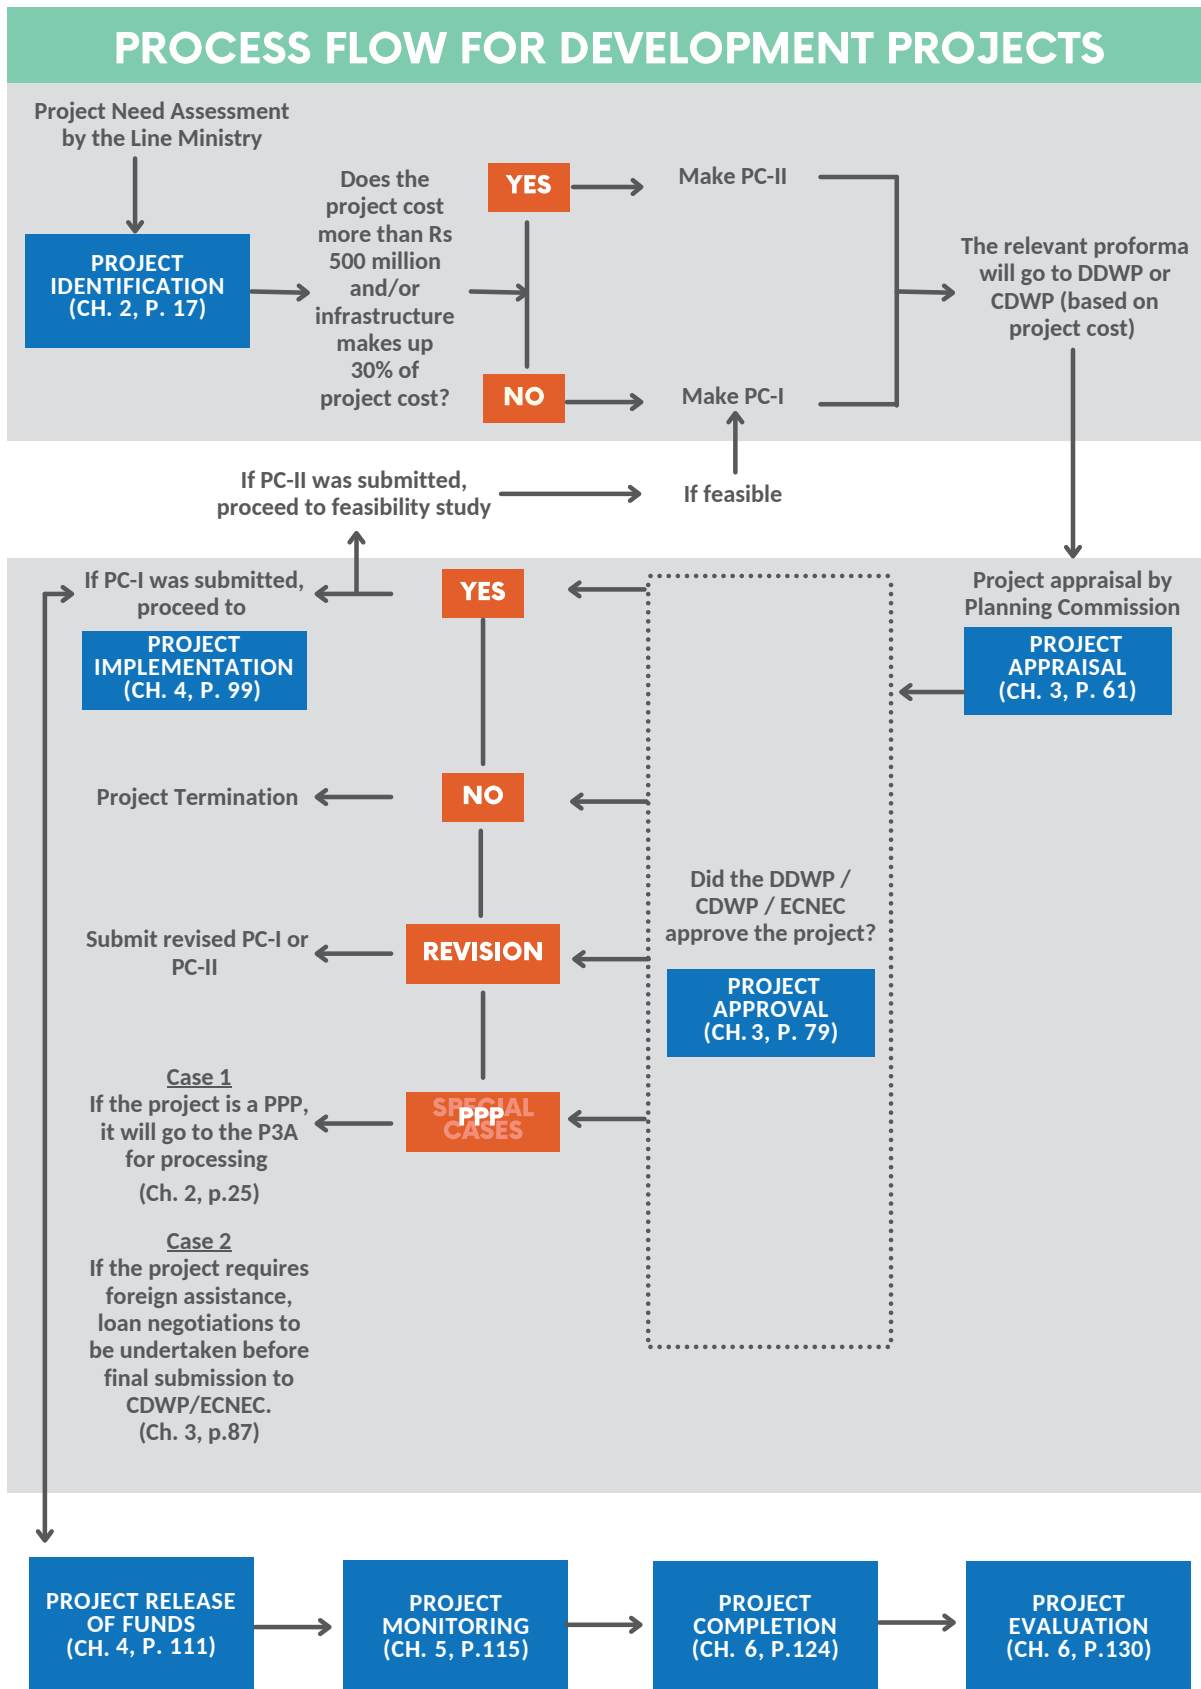 PROCESS FLOW FOR DEVELOPMENT PROJECTS
Project Need Assessment
by the Line Ministry
PROJECT
IDENTIFICATION
(CH. 2, P. 17)
Does the
project cost
more than Rs
500 million
and/or
infrastructure
makes up
30% of
project cost?
YES
Make PC-II
NO
Make PC-I
The relevant proforma
will go to DDWP or
CDWP (based on
project cost)
If PC-II was submitted,
proceed to feasibility study
If feasible
Project appraisal by
Planning Commission
PROJECT
APPRAISAL
(CH. 3, P. 61)
Did the DDWP /
CDWP / ECNEC
approve the project?
PROJECT
APPROVAL
(CH. 3, P. 79)
YES
If PC-I was submitted,
proceed to
PROJECT
IMPLEMENTATION
(CH. 4, P. 99)
NO
Project Termination
REVISION
Submit revised PC-I or
PC-II
SPECIAL
PPP
CASES
Case 1
If the project is a PPP,
it will go to the P3A
for processing
(Ch. 2, p.25)
Case 2
If the project requires
foreign assistance,
loan negotiations to
be undertaken before
final submission to
CDWP/ECNEC.
(Ch. 3, p.87)
PROJECT RELEASE
OF FUNDS
(CH. 4, P. 111)
PROJECT
MONITORING
(CH. 5, P.115)
PROJECT
COMPLETION
(CH. 6, P.124)
PROJECT
EVALUATION
(CH. 6, P.130)